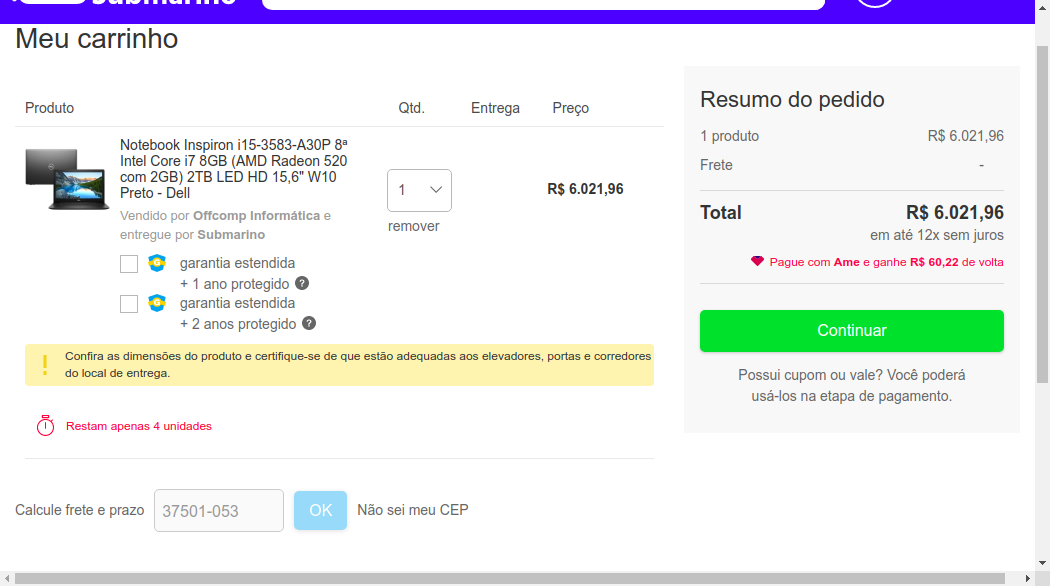 submarino
Meu carrinho
Produto
Qtd.
Entrega
Preço
Notebook Inspiron i15-3583-A30P 8ª
Intel Core i7 8GB (AMD Radeon 520
com 2GB) 2TB LED HD 15,6" W10
Preto - Dell
Vendido por Offcomp Informática e
entregue por Submarino
1
remover
R$ 6.021,96
garantia estendida
+ 1 ano protegido ?
garantia estendida
+ 2 anos protegido ?
! Confira as dimensões do produto e certifique-se de que estão adequadas aos elevadores, portas e corredores
do local de entrega.
Restam apenas 4 unidades
Calcule frete e prazo 37501-053 OK Não sei meu CEP
Resumo do pedido
1 produto R$ 6.021,96
Frete -
Total R$ 6.021,96
em até 12x sem juros
Pague com Ame e ganhe R$ 60,22 de volta
Continuar
Possui cupom ou vale? Você poderá
usá-los na etapa de pagamento.